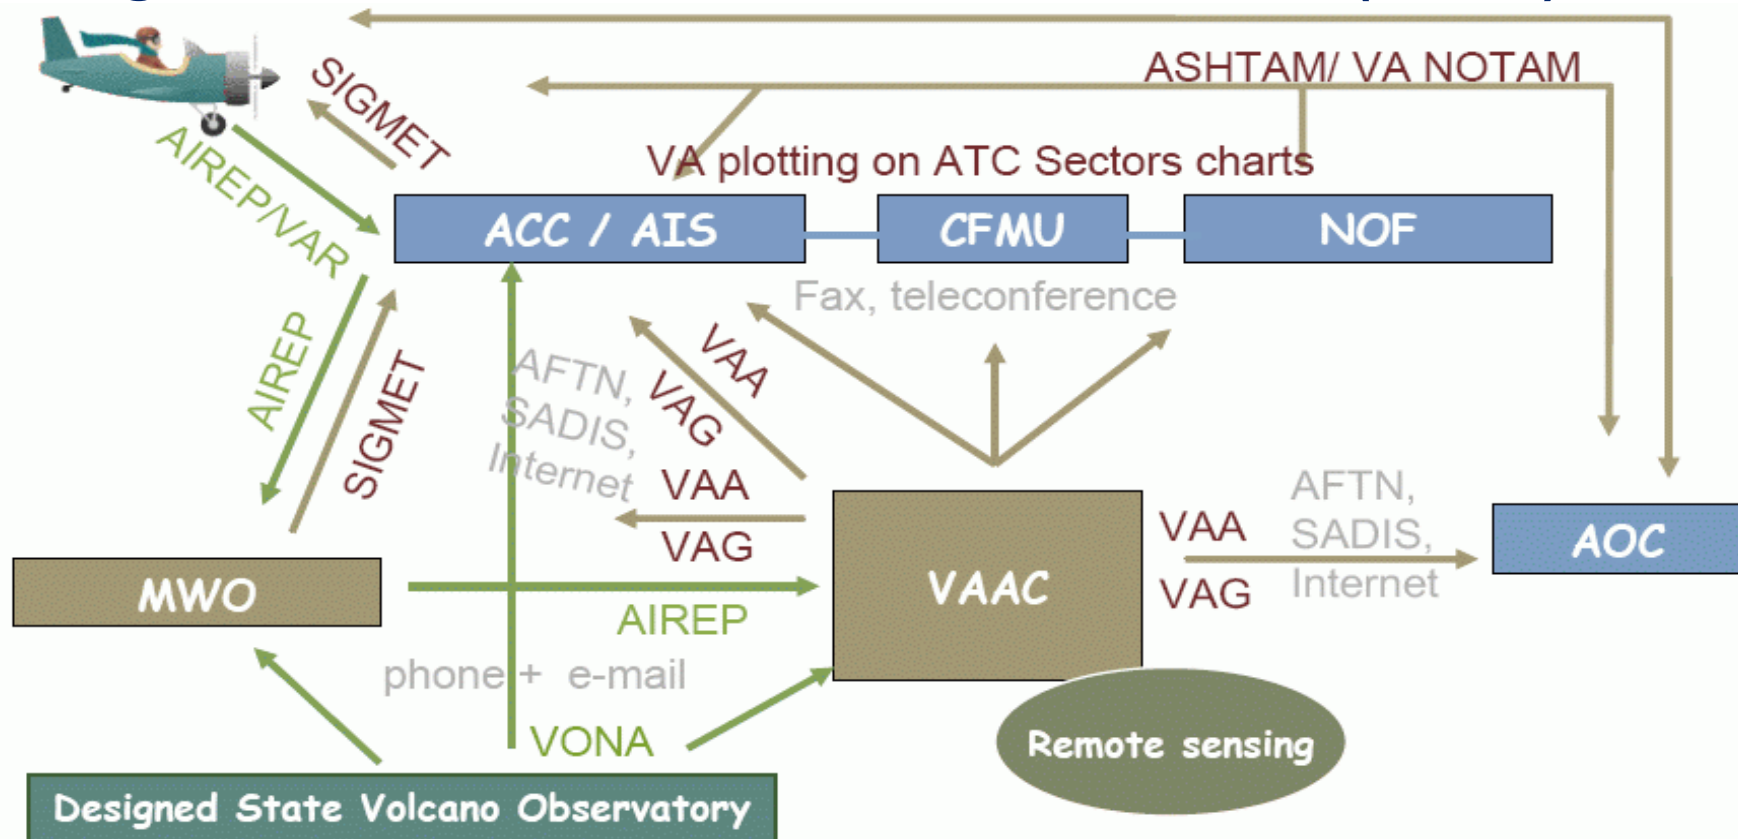 ASHTAM/ VA NOTAM
SIGMET
AIREP/VAR
VA plotting on ATC Sectors charts
ACC / AIS
CFMU
NOF
Fax, teleconference
AIREP
SIGMET
AFTN,
SADIS,
Internet
VAA
VAG
VAA
VAG
VAA
VAG
AFTN,
SADIS,
Internet
AOC
MWO
VAAC
AIREP
phone + e-mail
VONA
Remote sensing
Designed State Volcano Observatory